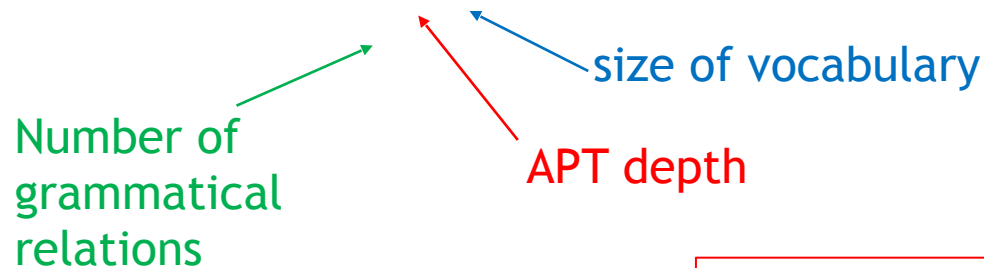 size of vocabulary
Number of
grammatical
relations
APT depth